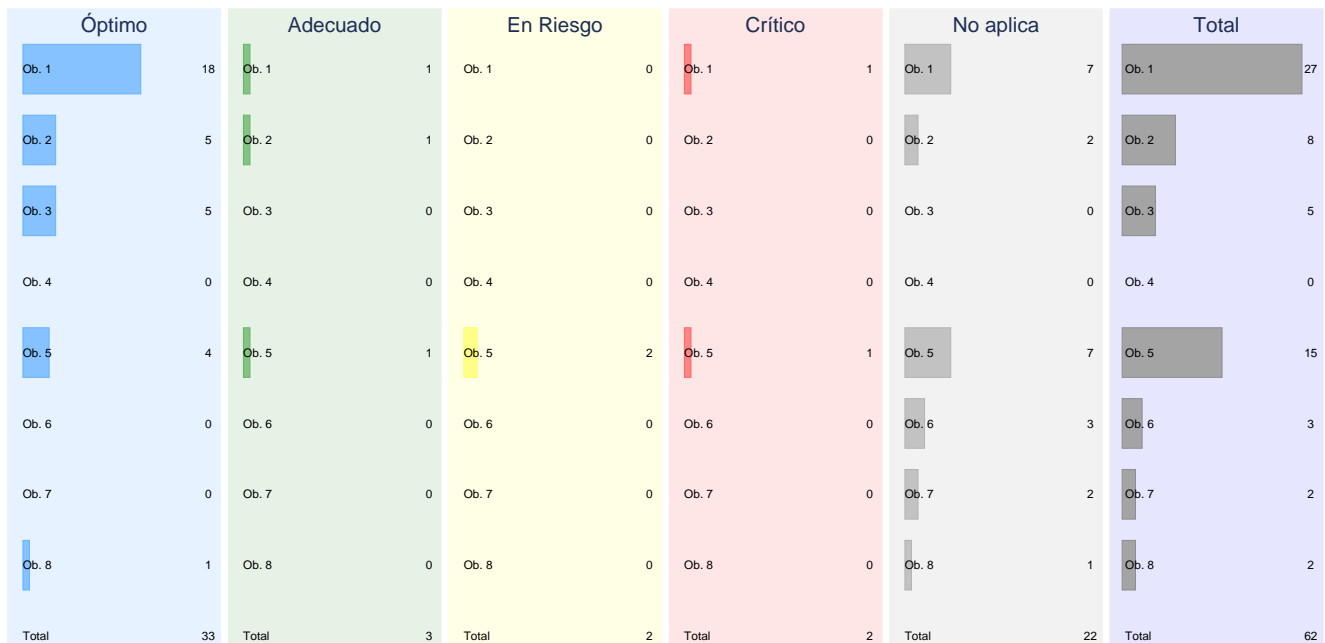 Óptimo Adecuado En Riesgo Crítico No aplica Total
Ob. 1 18 Ob. 1 1 Ob. 1 0 Ob. 1 1 Ob. 1 7 Ob. 1 27
Ob. 2 5 Ob. 2 1 Ob. 2 0 Ob. 2 0 Ob. 2 2 Ob. 2 8
Ob. 3 5 Ob. 3 0 Ob. 3 0 Ob. 3 0 Ob. 3 0 Ob. 3 5
Ob. 4 0 Ob. 4 0 Ob. 4 0 Ob. 4 0 Ob. 4 0 Ob. 4 0
Ob. 5 4 Ob. 5 1 Ob. 5 2 Ob. 5 1 Ob. 5 7 Ob. 5 15
Ob. 6 0 Ob. 6 0 Ob. 6 0 Ob. 6 0 Ob. 6 3 Ob. 6 3
Ob. 7 0 Ob. 7 0 Ob. 7 0 Ob. 7 0 Ob. 7 2 Ob. 7 2
Ob. 8 1 Ob. 8 0 Ob. 8 0 Ob. 8 0 Ob. 8 1 Ob. 8 2
Total 33 Total 3 Total 2 Total 2 Total 22 Total 62